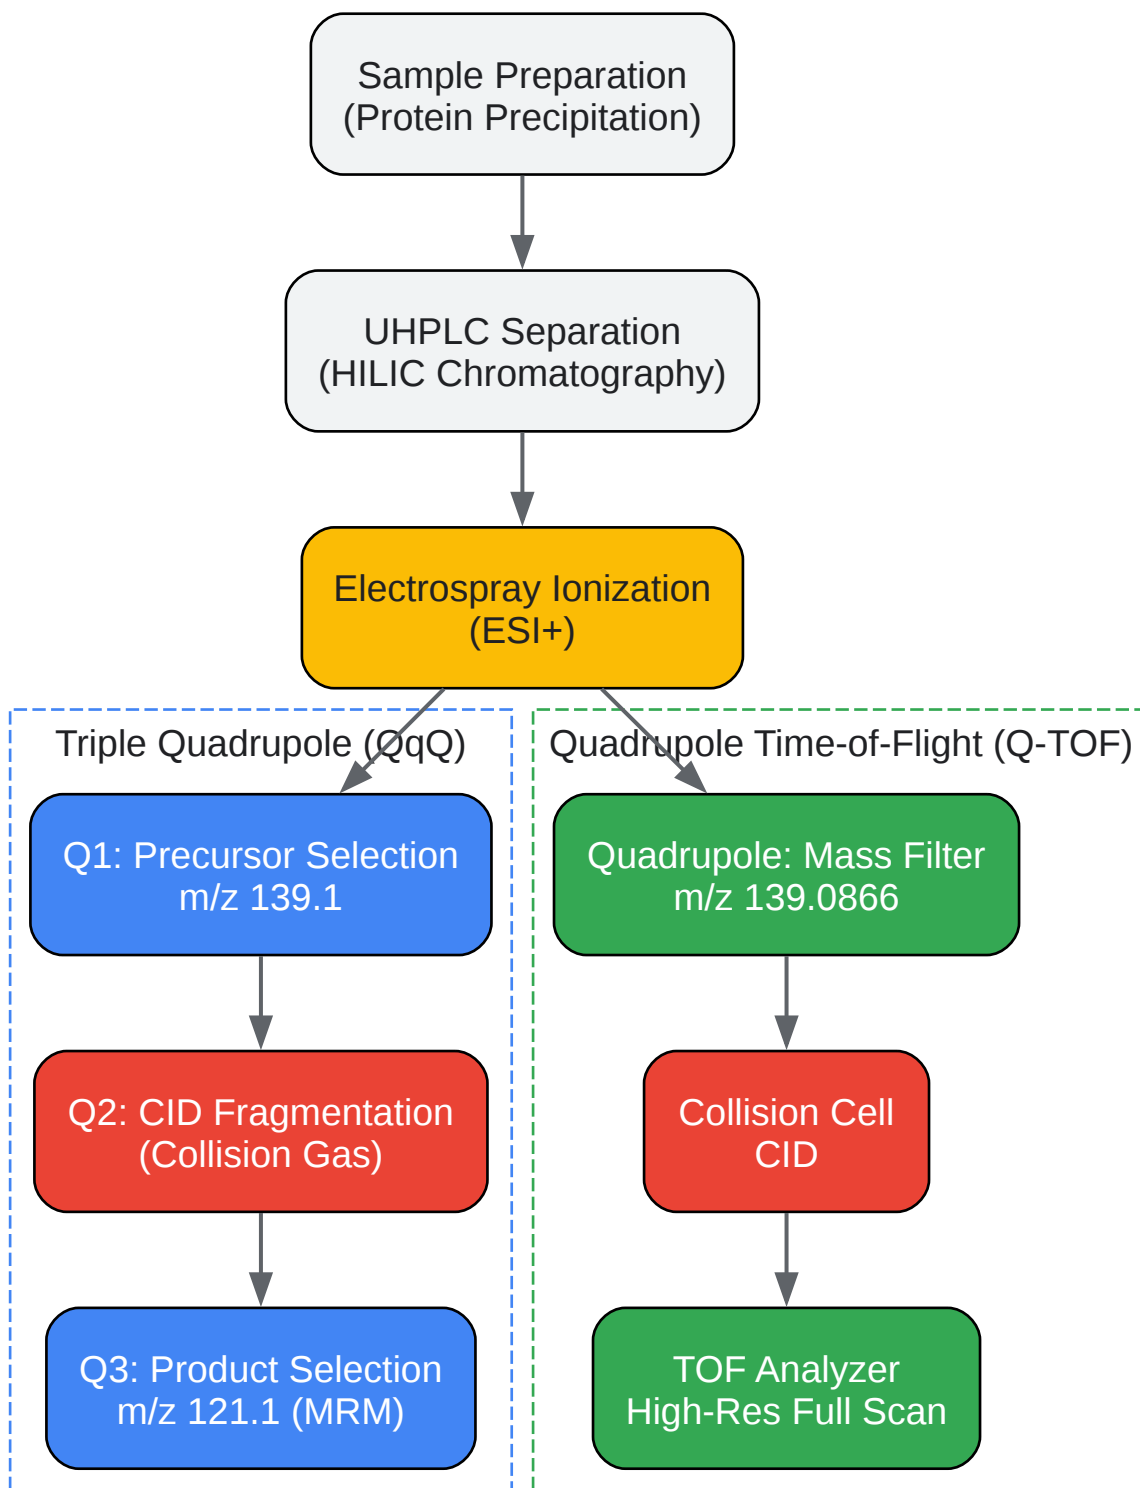 Sample Preparation
(Protein Precipitation)
UHPLC Separation
(HILIC Chromatography)
Electrospray Ionization
(ESI+)
Triple Quadrupole (QqQ)
Q1: Precursor Selection
m/z 139.1
Q2: CID Fragmentation
(Collision Gas)
Q3: Product Selection
m/z 121.1 (MRM)
Quadrupole Time-of-Flight (Q-TOF)
Quadrupole: Mass Filter
m/z 139.0866
Collision Cell
CID
TOF Analyzer
High-Res Full Scan